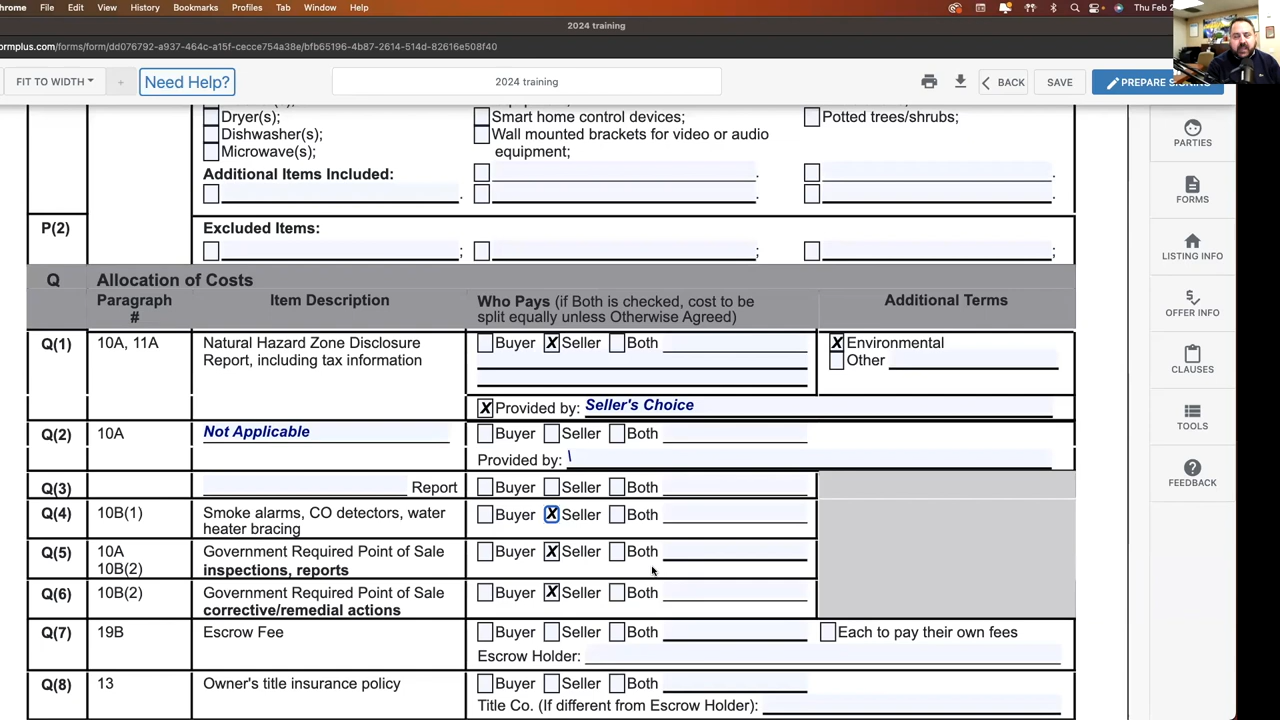 hrome File Edit View History Bookmarks Profiles Tab Window Help Thu Feb 2
2024 training
ormplus.com/forms/form/dd076792-a937-464c-a15f-cecce754a38e/bfb65196-4b87-2614-514d-82616e508f40
FIT TO WIDTH + Need Help? 2024 training BACK SAVE PREPARE SIGNING
Dryer(s); Smart home control devices; Potted trees/shrubs;
Dishwasher(s); Wall mounted brackets for video or audio
Microwave(s); equipment;
Additional Items Included: . .
. . .
P(2) Excluded Items:
; ; ;
Q Allocation of Costs
Paragraph Item Description Who Pays (if Both is checked, cost to be Additional Terms
# split equally unless Otherwise Agreed)
Q(1) 10A, 11A Natural Hazard Zone Disclosure Buyer X Seller Both X Environmental
Report, including tax information Other
X Provided by: Seller's Choice
Q(2) 10A Not Applicable Buyer Seller Both
Provided by: \
Q(3) Report Buyer Seller Both
Q(4) 10B(1) Smoke alarms, CO detectors, water Buyer X Seller Both
heater bracing
Q(5) 10A Government Required Point of Sale Buyer X Seller Both
10B(2) inspections, reports
Q(6) 10B(2) Government Required Point of Sale Buyer X Seller Both
corrective/remedial actions
Q(7) 19B Escrow Fee Buyer Seller Both Each to pay their own fees
Escrow Holder:
Q(8) 13 Owner's title insurance policy Buyer Seller Both
Title Co. (If different from Escrow Holder):
PARTIES
FORMS
LISTING INFO
OFFER INFO
CLAUSES
TOOLS
FEEDBACK